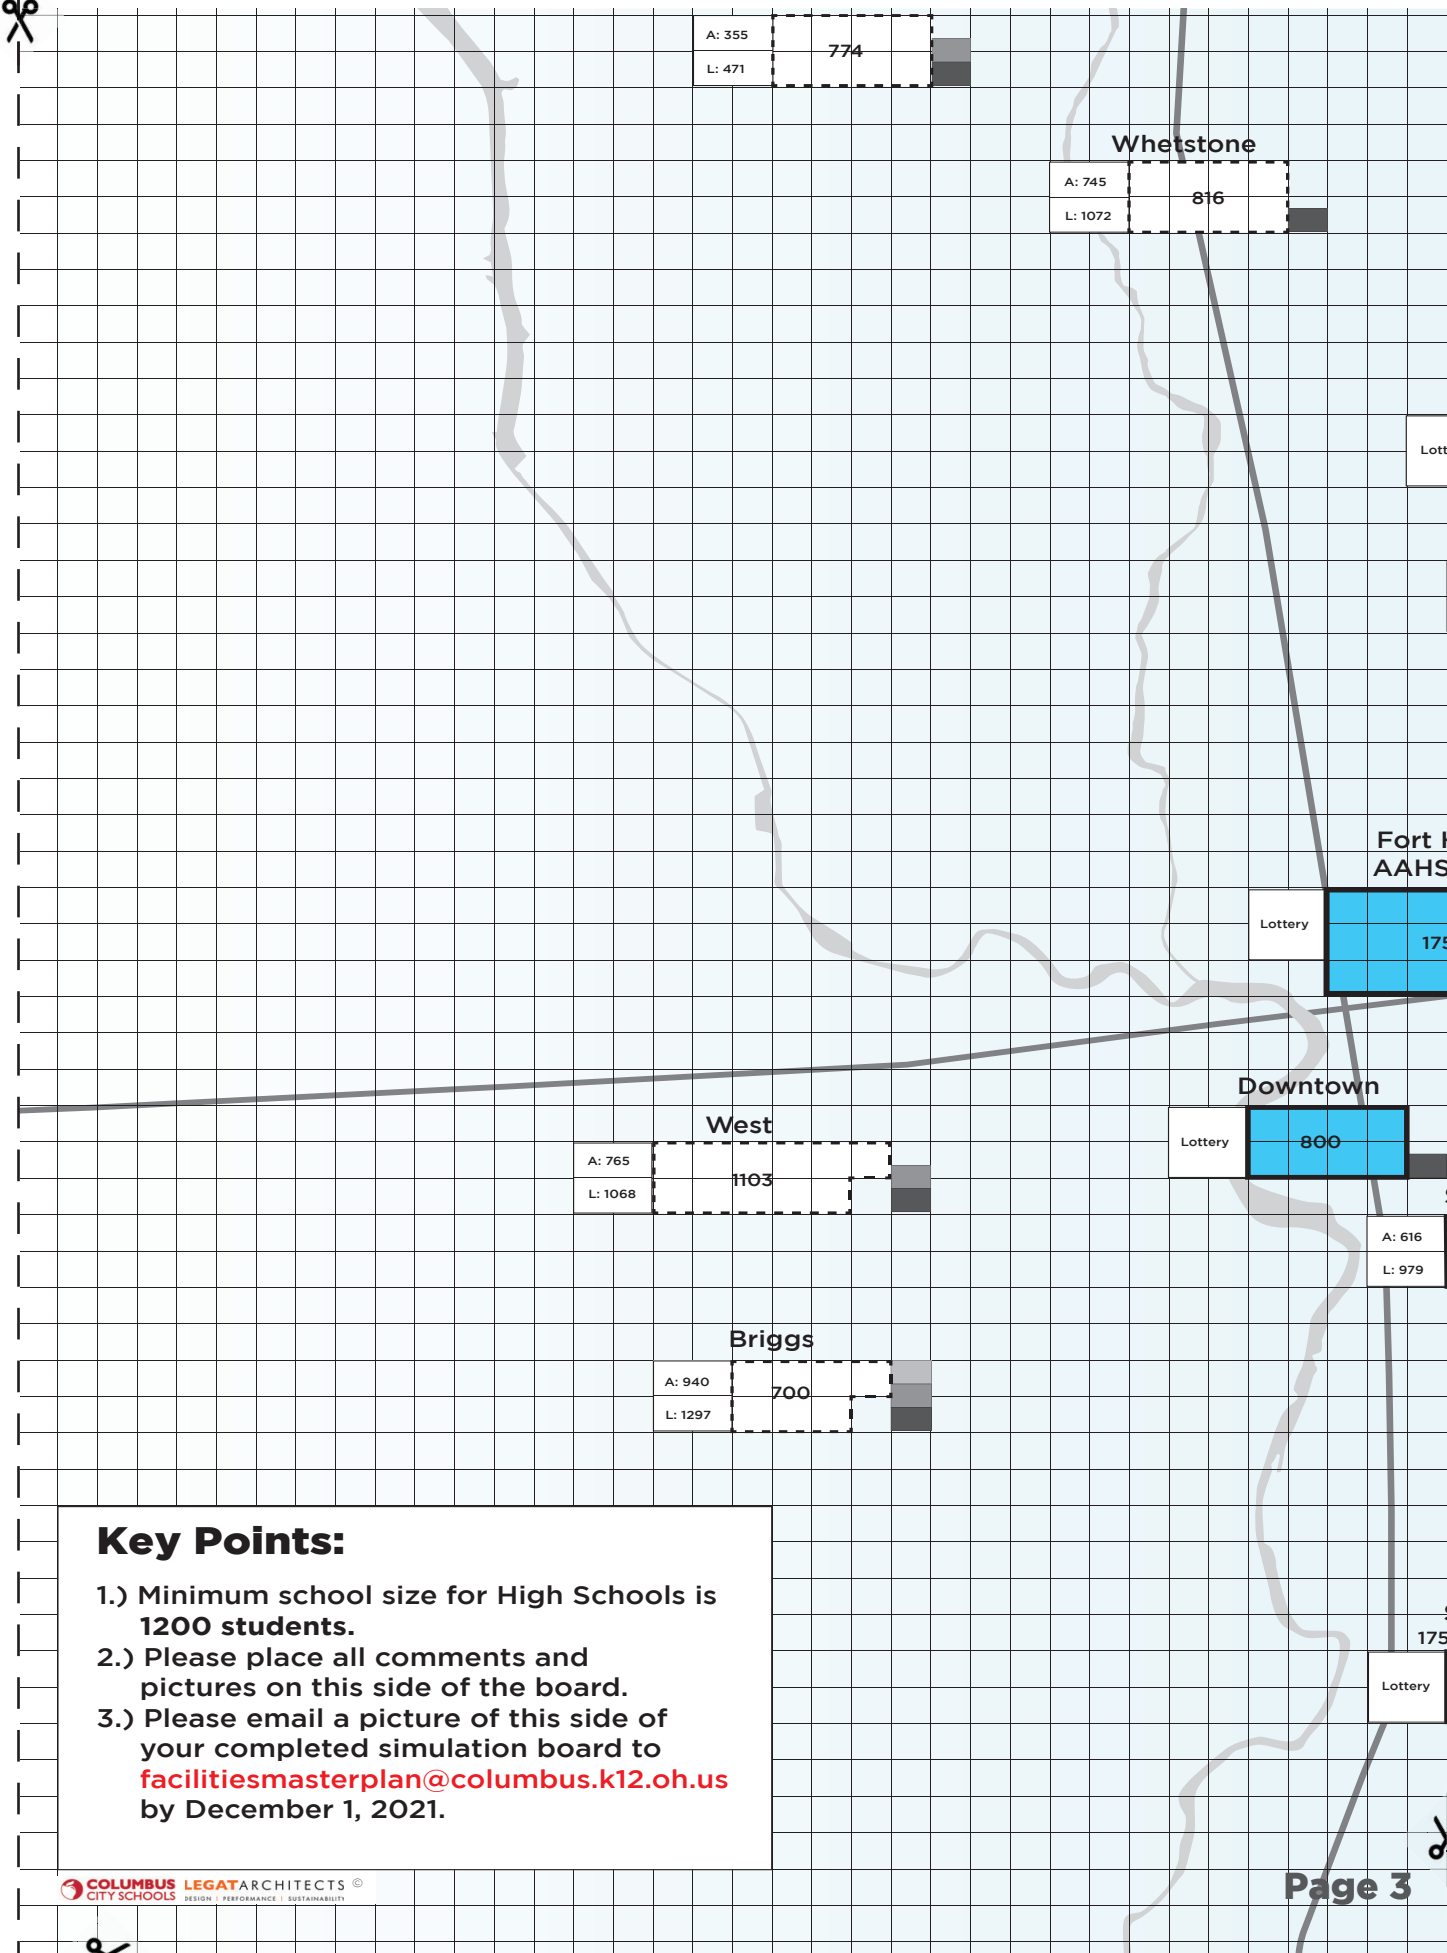 A: 355
774
L: 471
Whetstone
A: 745
816
L: 1072
Lott
Fort
AAHS
Lottery
175
Downtown
Lottery
800
West
A: 765
1103
L: 1068
A: 616
L: 979
Briggs
A: 940
700
L: 1297
Key Points:
1.) Minimum school size for High Schools is
1200 students.
2.) Please place all comments and
pictures on this side of the board.
3.) Please email a picture of this side of
your completed simulation board to
facilitiesmasterplan@columbus.k12.oh.us
by December 1, 2021.
175
Lottery
COLUMBUS
CITY SCHOOLS
LEGATARCHITECTS ©
DESIGN | PERFORMANCE | SUSTAINABILITY
Page 3